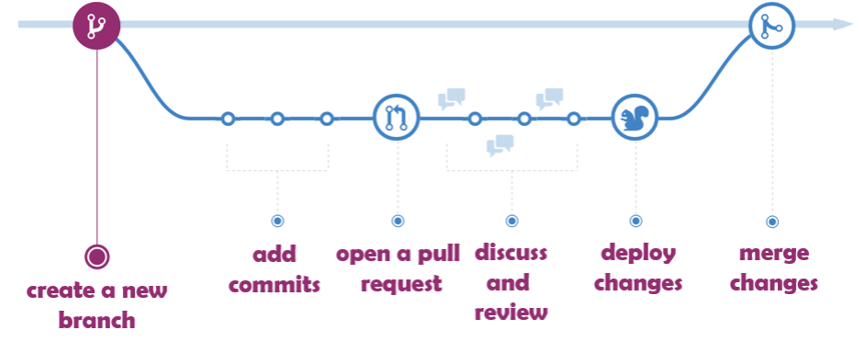 create a new
branch
add
commits
open a pull
request
discuss
and
review
deploy
changes
merge
changes